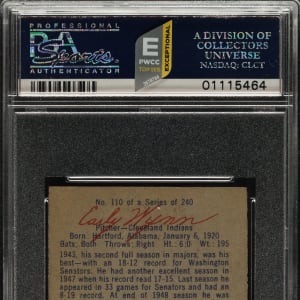 PROFESSIONAL
PSA
Sports
AUTHENTICATOR
E
PWCC
TOP 30%
EXCEPTIONAL
A DIVISION OF
COLLECTORS
UNIVERSE
NASDAQ: CLCT
01115464
No. 110 of a Series of 240
Early Wynn
Pitcher—Cleveland Indians
Born: Hartford, Alabama, January 6, 1920
Bats: Both Throws: Right Ht.: 6:0 Wt: 195
1943, his second full season in majors, was his
best—with an 18-12 record for Washington
Senators. He had another excellent season in
1947 when his record read 17-15. Last season he
appeared in 33 games for Senators and had an
8-19 record. At end of 1948 season he was